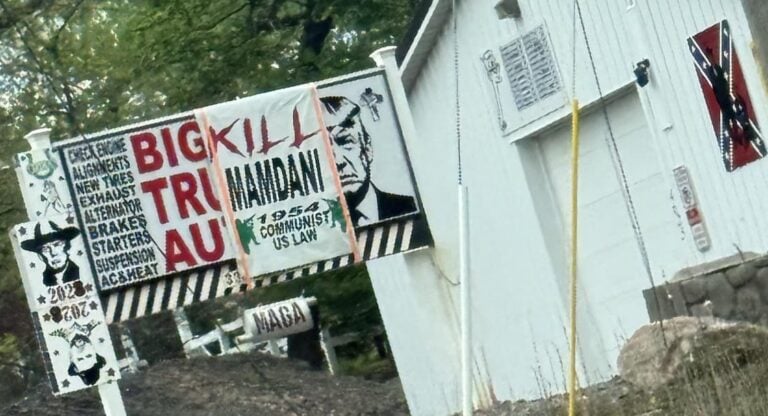 CHECK ENGINE
ALIGNMENTS
NEW TIRES
EXHAUST
ALTERNATOR
BRAKES
STARTERS
SUSPENSION
AC&HEAT
BIG
TRU
AU
KILL
MAMDANI
1954
COMMUNIST
US LAW
2028
MAGA